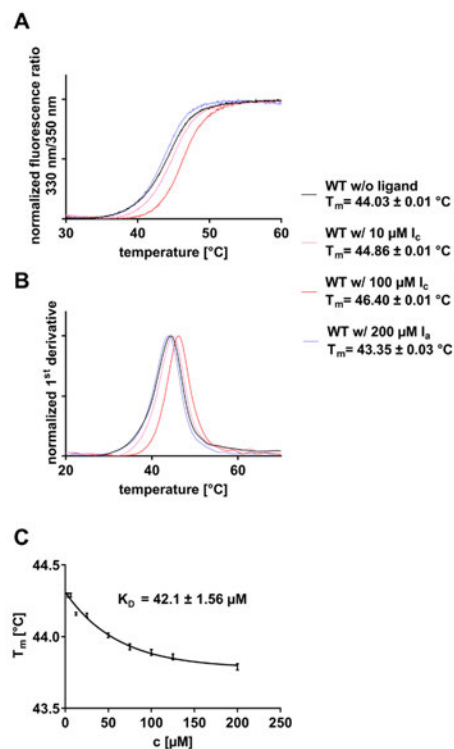 A
normalized fluorescence ratio
330 nm/350 nm
30 40 50 60
temperature [°C]
WT w/o ligand
Tm= 44.03 ± 0.01 °C
WT w/ 10 µM Ic
Tm= 44.86 ± 0.01 °C
WT w/ 100 µM Ic
Tm= 46.40 ± 0.01 °C
WT w/ 200 µM Ia
Tm= 43.35 ± 0.03 °C
B
normalized 1st derivative
20 40 60
temperature [°C]
C
Tm [°C]
44.5
44.0
43.5
KD = 42.1 ± 1.56 µM
0 50 100 150 200 250
c [µM]